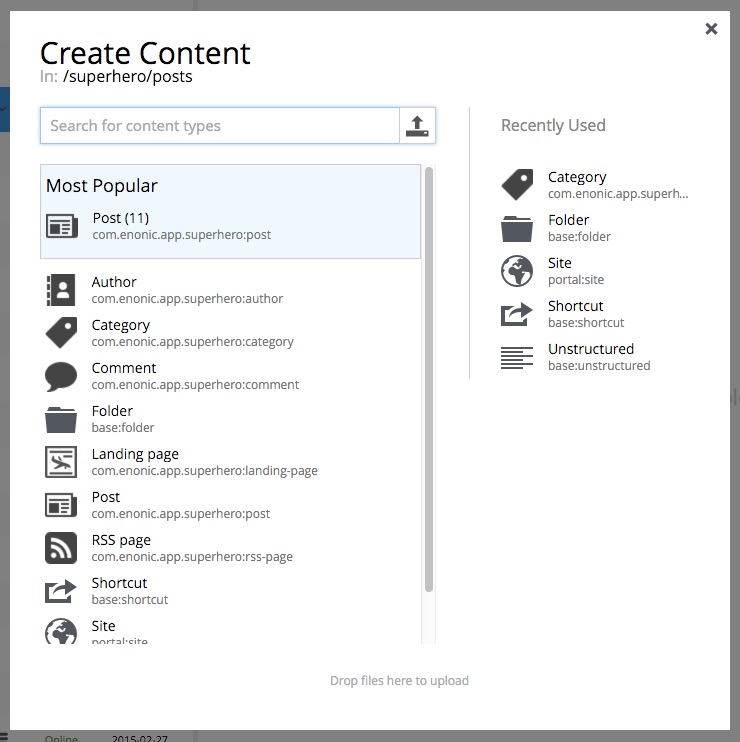 Create Content
In: /superhero/posts
Search for content types
Most Popular
Post (11)
com.enonic.app.superhero:post
Author
com.enonic.app.superhero:author
Category
com.enonic.app.superhero:category
Comment
com.enonic.app.superhero:comment
Folder
base:folder
Landing page
com.enonic.app.superhero:landing-page
Post
com.enonic.app.superhero:post
RSS page
com.enonic.app.superhero:rss-page
Shortcut
base:shortcut
Site
portal:site
Recently Used
Category
com.enonic.app.superh...
Folder
base:folder
Site
portal:site
Shortcut
base:shortcut
Unstructured
base:unstructured
Drop files here to upload
Online 2015-02-27